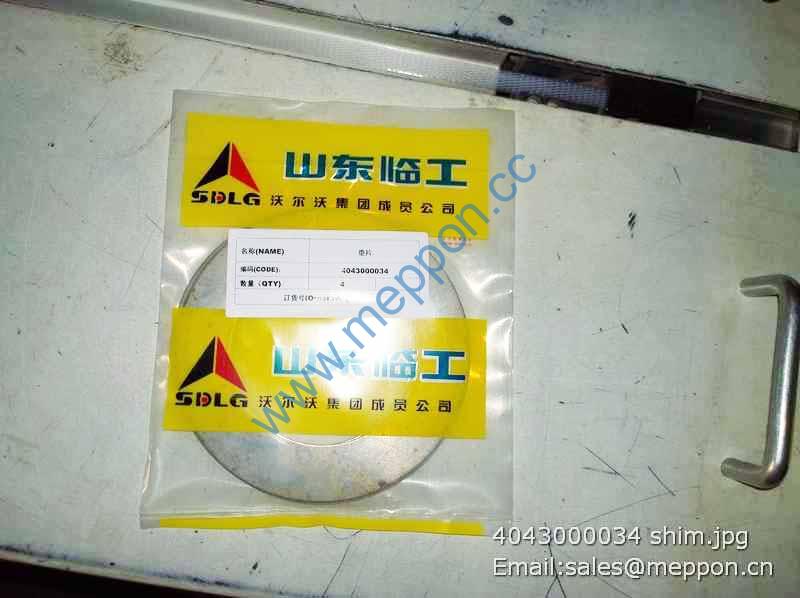 山东临工
SDLG 沃尔沃集团成员公司
名称(NAME) 垫片
编码(CODE): 4043000034
数量（QTY) 4
订货号(O-
山东临工
SDLG 沃尔沃集团成员公司
www.meppon.cc
4043000034 shim.jpg
Email:sales@meppon.cn